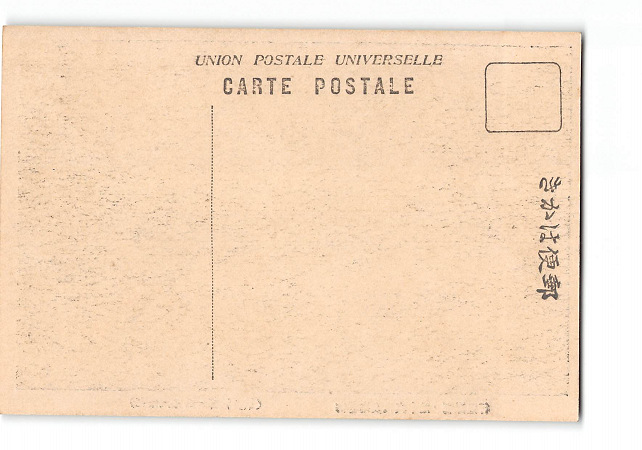 UNION POSTALE UNIVERSELLE
CARTE POSTALE
郵便はかき